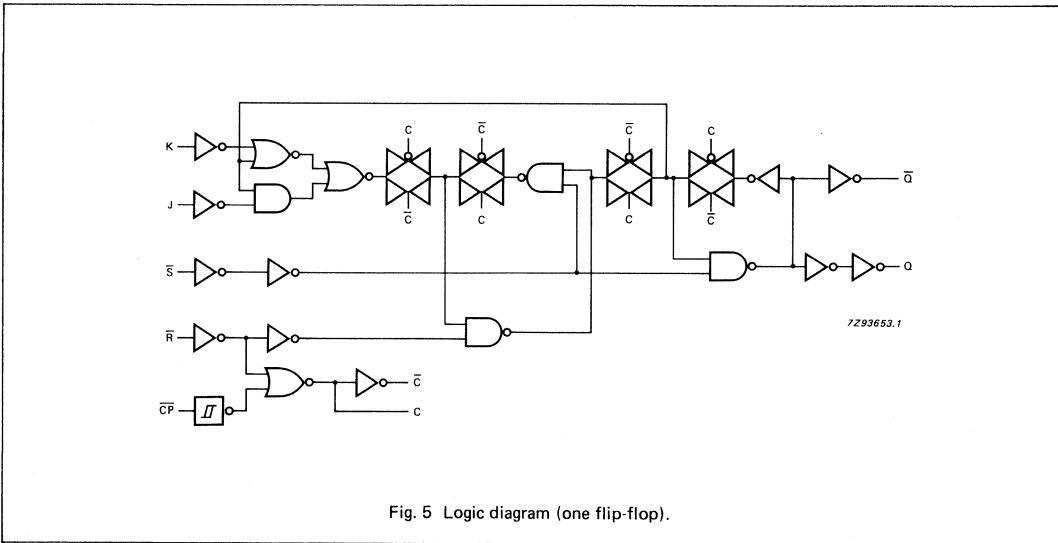 C
C̅
C̅
C
K
Q̅
J
C̅
C
C
C̅
S̅
Q
7Z93653.1
R̅
C̅
C̅P̅
C
Fig. 5 Logic diagram (one flip-flop).